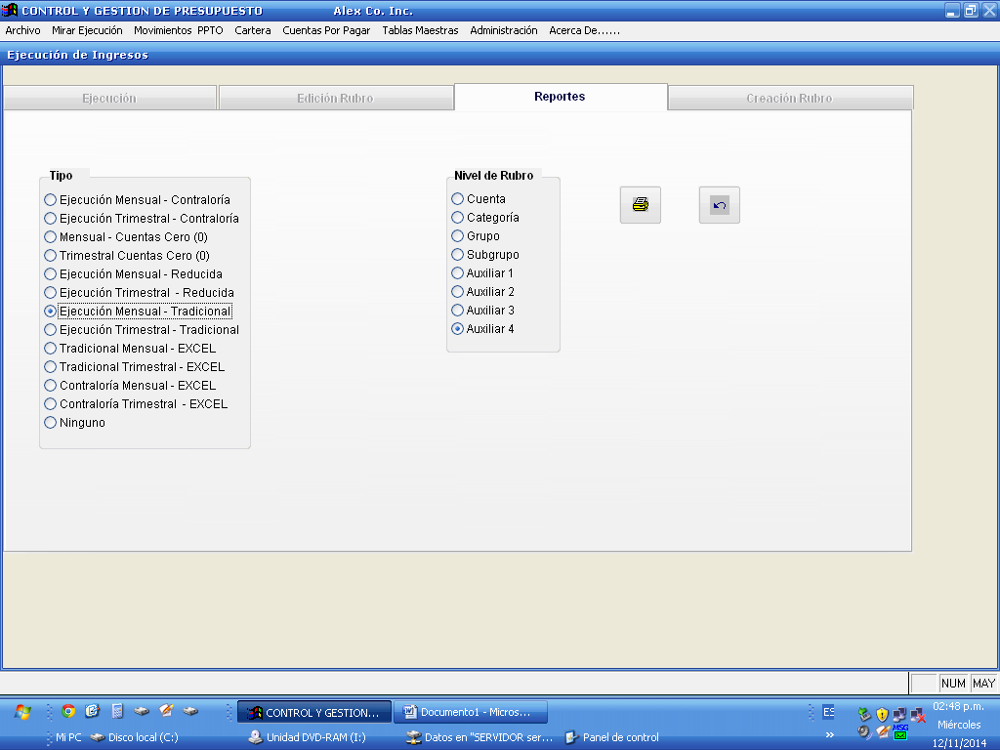 CONTROL Y GESTION DE PRESUPUESTO Alex Co. Inc.
Archivo Mirar Ejecución Movimientos PPTO Cartera Cuentas Por Pagar Tablas Maestras Administración Acerca De......
Ejecución de Ingresos
Ejecución Edición Rubro Reportes Creación Rubro
Tipo
Ejecución Mensual - Contraloría
Ejecución Trimestral - Contraloría
Mensual - Cuentas Cero (0)
Trimestral Cuentas Cero (0)
Ejecución Mensual - Reducida
Ejecución Trimestral - Reducida
Ejecución Mensual - Tradicional
Ejecución Trimestral - Tradicional
Tradicional Mensual - EXCEL
Tradicional Trimestral - EXCEL
Contraloría Mensual - EXCEL
Contraloría Trimestral - EXCEL
Ninguno
Nivel de Rubro
Cuenta
Categoría
Grupo
Subgrupo
Auxiliar 1
Auxiliar 2
Auxiliar 3
Auxiliar 4
NUM MAY
CONTROL Y GESTION... Documento1 - Micros... ES 02:48 p.m.
Miércoles
MSG
Mi PC Disco local (C:) Unidad DVD-RAM (I:) Datos en "SERVIDOR ser... Panel de control » 12/11/2014